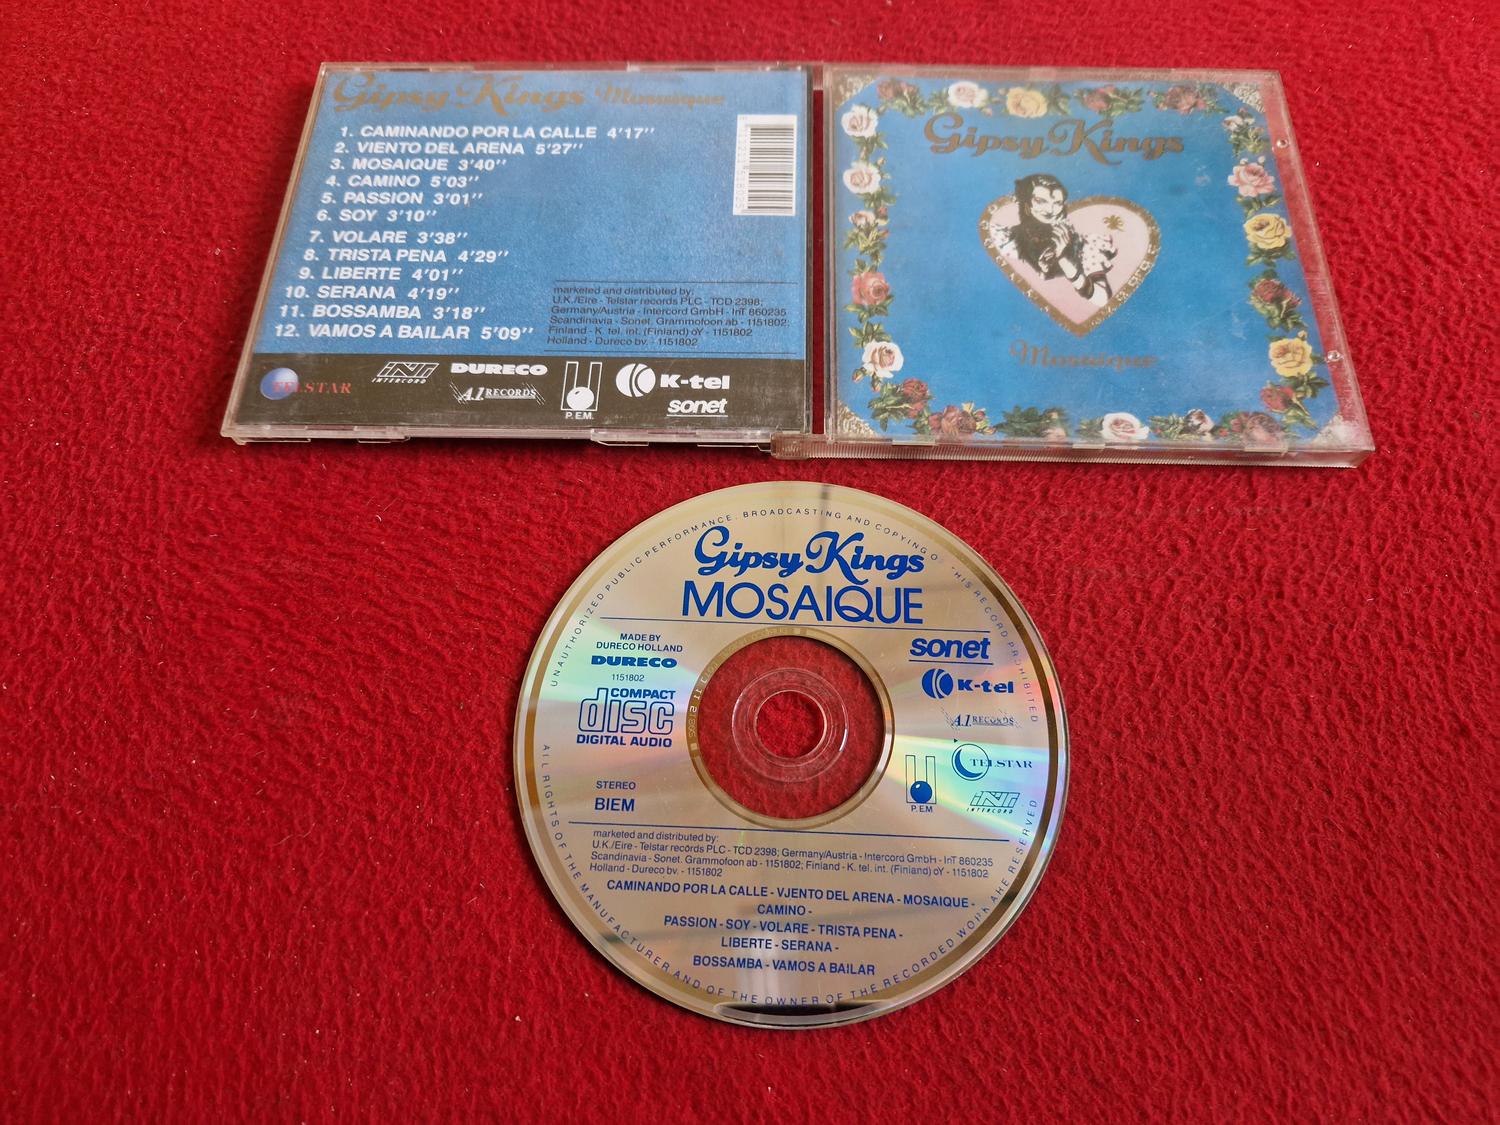 Gipsy Kings Mosaique
1. CAMINANDO POR LA CALLE 4'17''
2. VIENTO DEL ARENA 5'27''
3. MOSAIQUE 3'40''
4. CAMINO 5'03''
5. PASSION 3'01''
6. SOY 3'10''
7. VOLARE 3'38''
8. TRISTA PENA 4'29''
9. LIBERTE 4'01''
10. SERANA 4'19''
11. BOSSAMBA 3'18''
12. VAMOS A BAILAR 5'09''
marketed and distributed by:
U.K./Eire - Telstar records PLC - TCD 2398;
Germany/Austria - Intercord GmbH - InT 860235
Scandinavia - Sonet. Grammofoon ab - 1151802;
Finland - K. tel. int. (Finland) oY - 1151802
Holland - Dureco bv. - 1151802
TELSTAR
INT
INTERCORD
DURECO
A.1. RECORDS
P.E.M.
K-tel
sonet
Gipsy Kings
Mosaique
UNAUTHORIZED PUBLIC PERFORMANCE. BROADCASTING AND COPYING OF THIS RECORD PROHIBITED
Gipsy Kings
MOSAIQUE
MADE BY
DURECO HOLLAND
DURECO
1151802
COMPACT
disc
DIGITAL AUDIO
STEREO
BIEM
sonet
K-tel
A.1. RECORDS
TELSTAR
P.E.M
INT
INTERCORD
marketed and distributed by:
U.K./Eire - Telstar records PLC - TCD 2398; Germany/Austria - Intercord GmbH - InT 860235
Scandinavia - Sonet. Grammofoon ab - 1151802; Finland - K. tel. int. (Finland) oY - 1151802
Holland - Dureco bv. - 1151802
CAMINANDO POR LA CALLE - VJENTO DEL ARENA - MOSAIQUE -
CAMINO -
PASSION - SOY - VOLARE - TRISTA PENA -
LIBERTE - SERANA -
BOSSAMBA - VAMOS A BAILAR
ALL RIGHTS OF THE MANUFACTURER AND OF THE OWNER OF THE RECORDED WORK ARE RESERVED